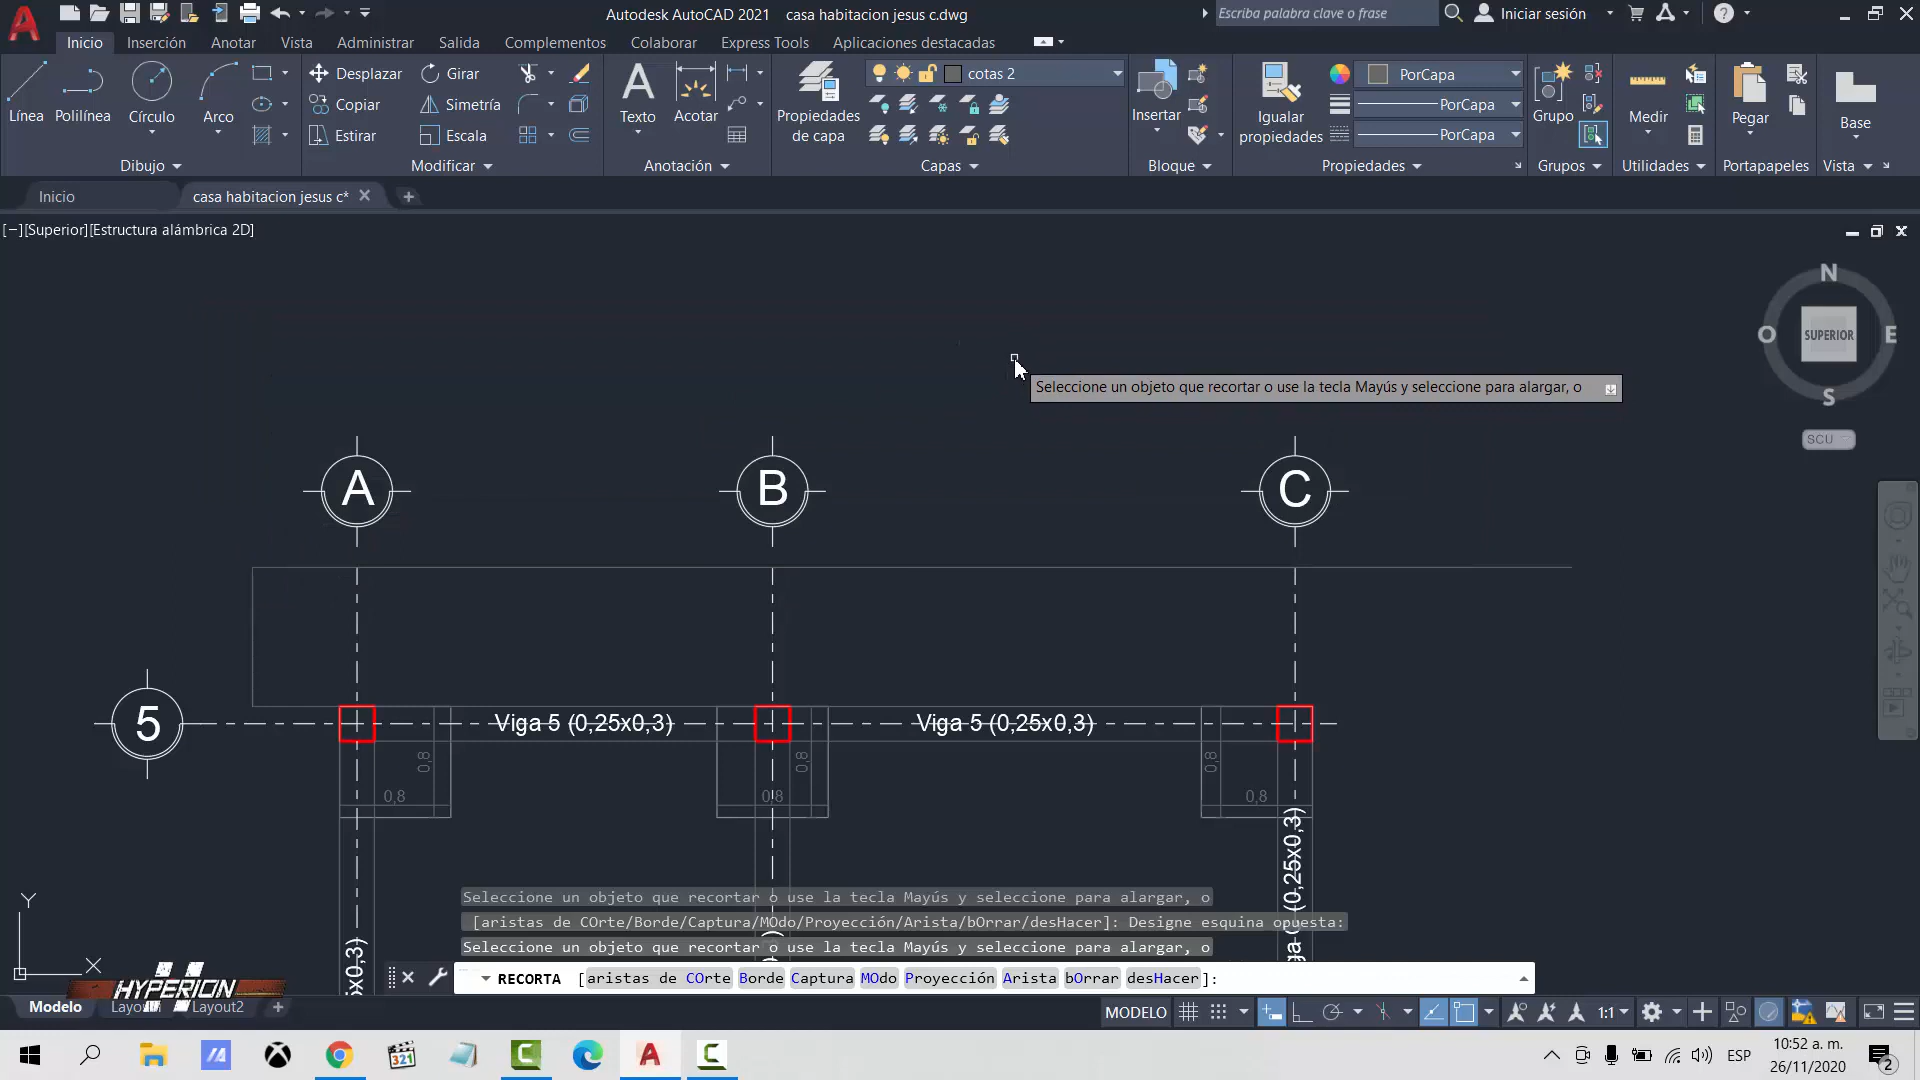 Autodesk AutoCAD 2021 casa habitacion jesus c.dwg
Escriba palabra clave o frase
Iniciar sesión
Inicio Inserción Anotar Vista Administrar Salida Complementos Colaborar Express Tools Aplicaciones destacadas
Línea Polilínea Círculo Arco
Desplazar Girar
Copiar Simetría
Estirar Escala
Texto Acotar
Propiedades de capa
cotas 2
Insertar
Igualar propiedades
PorCapa
PorCapa
PorCapa
Grupo Medir Pegar Base
Dibujo Modificar Anotación Capas Bloque Propiedades Grupos Utilidades Portapapeles Vista
Inicio casa habitacion jesus c*
[−][Superior][Estructura alámbrica 2D]
N
O SUPERIOR E
S
SCU
Seleccione un objeto que recortar o use la tecla Mayús y seleccione para alargar, o
A B C
5 Viga 5 (0,25x0,3) Viga 5 (0,25x0,3)
0,8 0,8 0,8
0,8 0,8 0,8
(0,25x0,3)
Y
X
Seleccione un objeto que recortar o use la tecla Mayús y seleccione para alargar, o
[aristas de COrte/Borde/Captura/MOdo/Proyección/Arista/bOrrar/desHacer]: Designe esquina opuesta:
Seleccione un objeto que recortar o use la tecla Mayús y seleccione para alargar, o
RECORTA [aristas de COrte Borde Captura MOdo Proyección Arista bOrrar desHacer]:
HYPERION
Modelo Layout2
MODELO 1:1
ESP
10:52 a. m.
26/11/2020
2